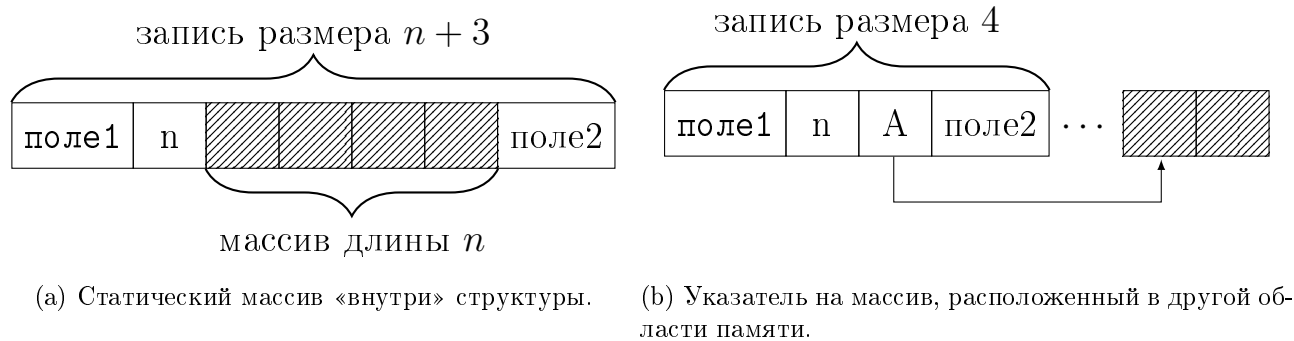 запись размера n + 3
поле1 n поле2
массив длины n
(a) Статический массив «внутри» структуры.
запись размера 4
поле1 n A поле2 ···
(b) Указатель на массив, расположенный в другой об-
ласти памяти.